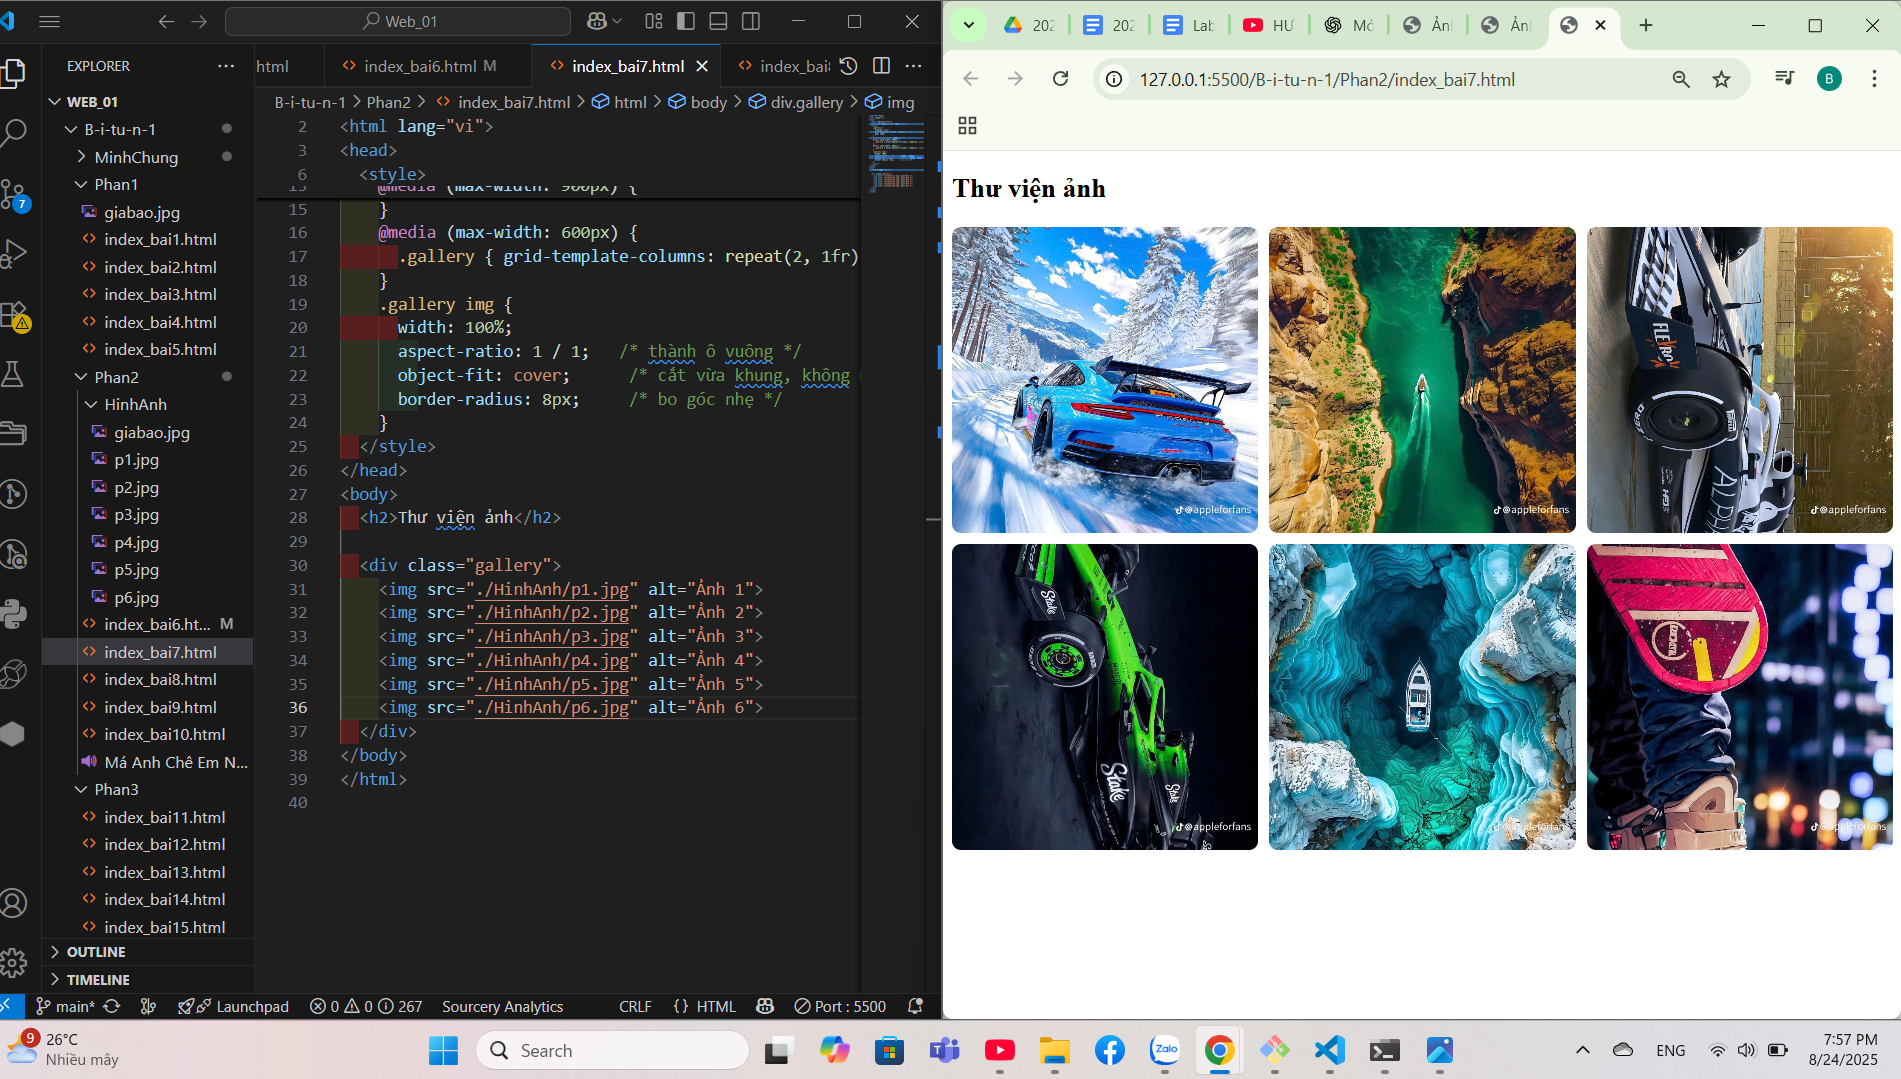 Web_01
EXPLORER
WEB_01
B-i-tu-n-1
MinhChung
Phan1
giabao.jpg
index_bai1.html
index_bai2.html
index_bai3.html
index_bai4.html
index_bai5.html
Phan2
HinhAnh
giabao.jpg
p1.jpg
p2.jpg
p3.jpg
p4.jpg
p5.jpg
p6.jpg
index_bai6.ht... M
index_bai7.html
index_bai8.html
index_bai9.html
index_bai10.html
Má Anh Chê Em N...
Phan3
index_bai11.html
index_bai12.html
index_bai13.html
index_bai14.html
index_bai15.html
OUTLINE
TIMELINE
7
html
index_bai6.html M
index_bai7.html
index_bai
B-i-tu-n-1 > Phan2 > index_bai7.html > html > body > div.gallery > img
2 <html lang="vi">
3 <head>
6 <style>
13 @media (max-width: 900px) {
15 }
16 @media (max-width: 600px) {
17 .gallery { grid-template-columns: repeat(2, 1fr)
18 }
19 .gallery img {
20 width: 100%;
21 aspect-ratio: 1 / 1; /* thành ô vuông */
22 object-fit: cover; /* cắt vừa khung, không
23 border-radius: 8px; /* bo góc nhẹ */
24 }
25 </style>
26 </head>
27 <body>
28 <h2>Thư viện ảnh</h2>
29
30 <div class="gallery">
31 <img src="./HinhAnh/p1.jpg" alt="Ảnh 1">
32 <img src="./HinhAnh/p2.jpg" alt="Ảnh 2">
33 <img src="./HinhAnh/p3.jpg" alt="Ảnh 3">
34 <img src="./HinhAnh/p4.jpg" alt="Ảnh 4">
35 <img src="./HinhAnh/p5.jpg" alt="Ảnh 5">
36 <img src="./HinhAnh/p6.jpg" alt="Ảnh 6">
37 </div>
38 </body>
39 </html>
40
main* Launchpad 0 0 267 Sourcery Analytics CRLF {} HTML Port : 5500
202
202
Lab
HU
Mở
Ản
Ản
127.0.0.1:5500/B-i-tu-n-1/Phan2/index_bai7.html
B
Thư viện ảnh
@appleforfans
@appleforfans
FLEXPRO
ZERO
ALPHA
@appleforfans
Stake
Stake
Stake
@appleforfans
@appleforfans
@appleforfans
9
26°C
Nhiều mây
Search
Zalo
ENG
7:57 PM
8/24/2025